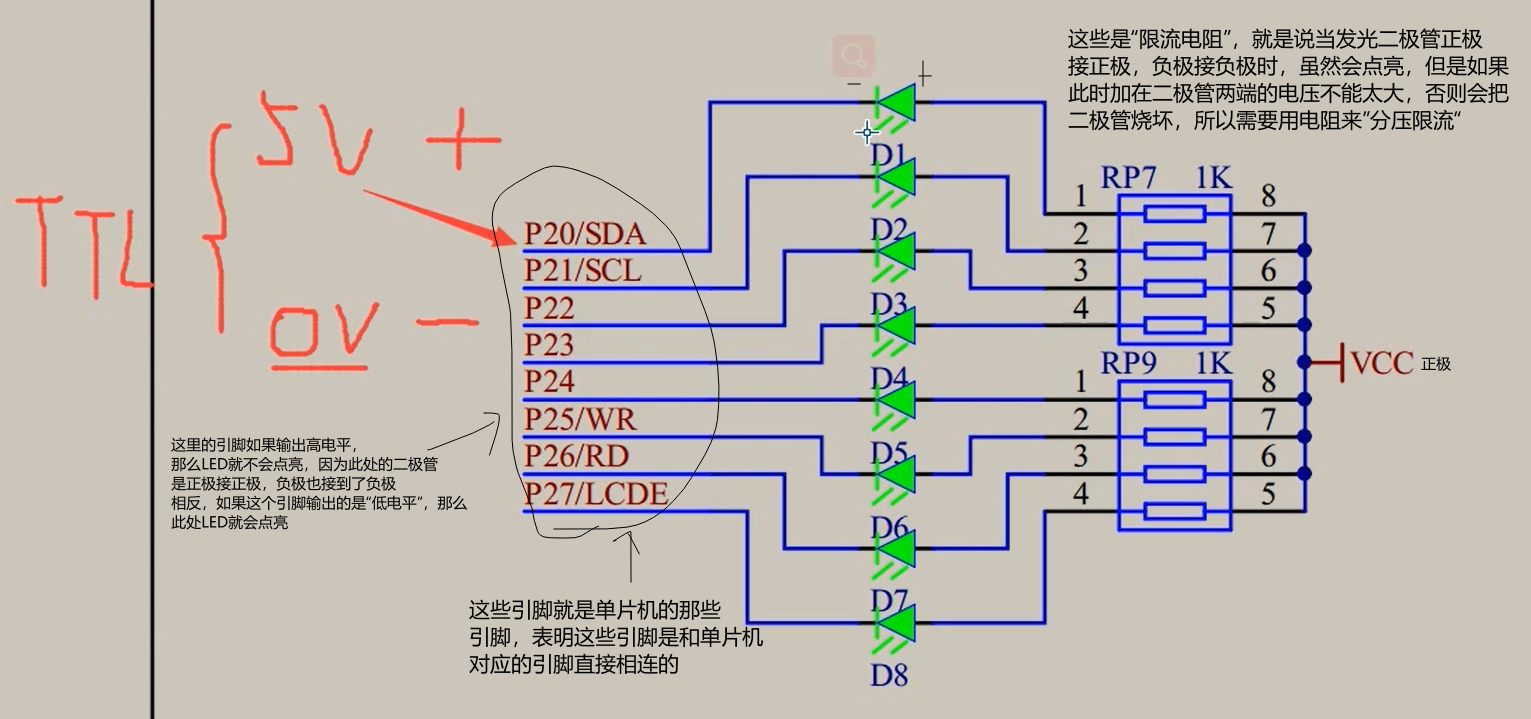 这些是“限流电阻”，就是说当发光二极管正极
接正极，负极接负极时，虽然会点亮，但是如果
此时加在二极管两端的电压不能太大，否则会把
二极管烧坏，所以需要用电阻来“分压限流“
TTL
5V +
0V -
- +
P20/SDA
P21/SCL
P22
P23
P24
P25/WR
P26/RD
P27/LCDE
D1
D2
D3
D4
D5
D6
D7
D8
RP7 1K
1 8
2 7
3 6
4 5
RP9 1K
1 8
2 7
3 6
4 5
VCC 正极
这里的引脚如果输出高电平，
那么LED就不会点亮，因为此处的二极管
是正极接正极，负极也接到了负极
相反，如果这个引脚输出的是“低电平”，那么
此处LED就会点亮
这些引脚就是单片机的那些
引脚，表明这些引脚是和单片机
对应的引脚直接相连的